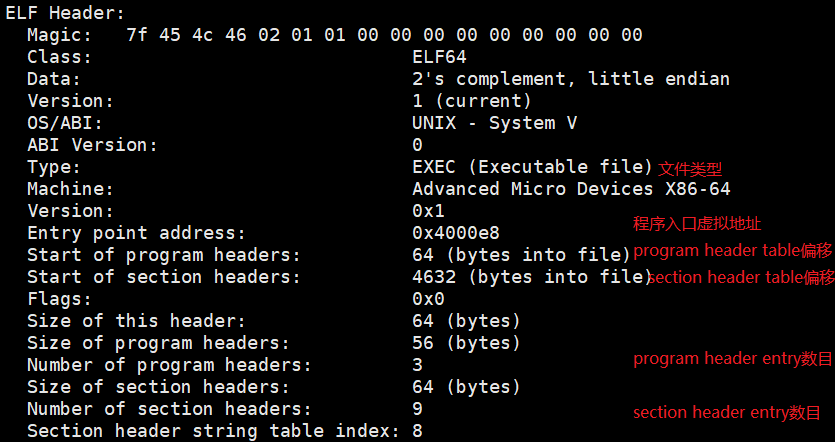 ELF Header:
Magic: 7f 45 4c 46 02 01 01 00 00 00 00 00 00 00 00 00
Class: ELF64
Data: 2's complement, little endian
Version: 1 (current)
OS/ABI: UNIX - System V
ABI Version: 0
Type: EXEC (Executable file) 文件类型
Machine: Advanced Micro Devices X86-64
Version: 0x1
Entry point address: 0x4000e8 程序入口虚拟地址
Start of program headers: 64 (bytes into file) program header table偏移
Start of section headers: 4632 (bytes into file) section header table偏移
Flags: 0x0
Size of this header: 64 (bytes)
Size of program headers: 56 (bytes)
Number of program headers: 3 program header entry数目
Size of section headers: 64 (bytes)
Number of section headers: 9 section header entry数目
Section header string table index: 8